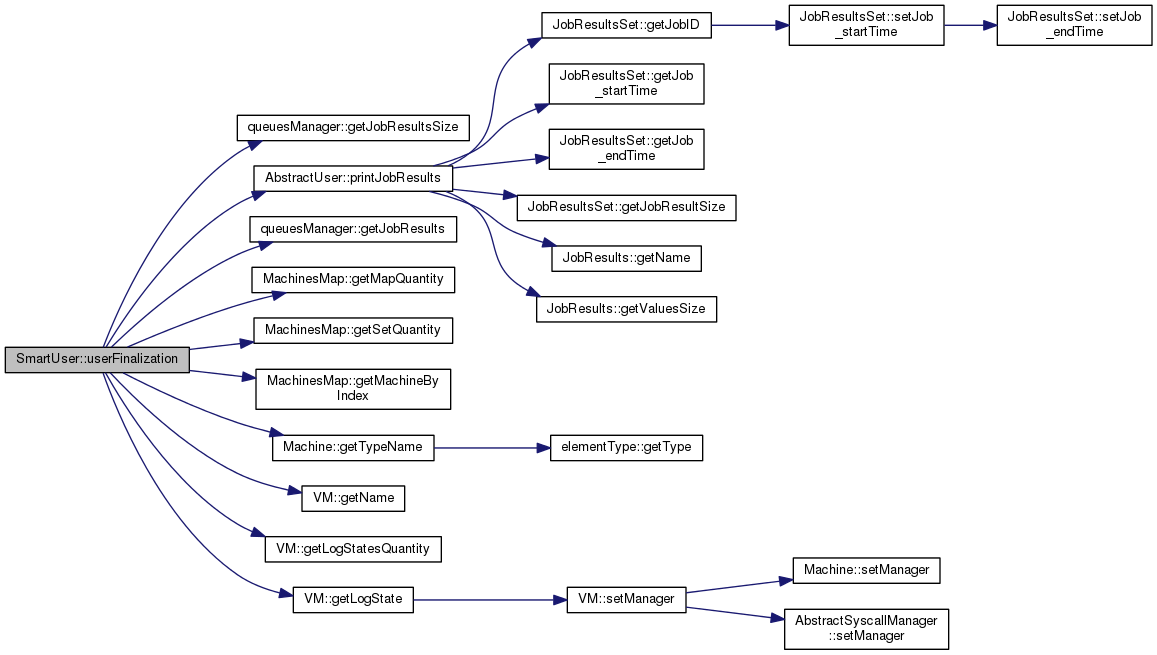 SmartUser::userFinalization
queuesManager::getJobResultsSize
AbstractUser::printJobResults
queuesManager::getJobResults
MachinesMap::getMapQuantity
MachinesMap::getSetQuantity
MachinesMap::getMachineBy
Index
Machine::getTypeName
VM::getName
VM::getLogStatesQuantity
VM::getLogState
JobResultsSet::getJobID
JobResultsSet::getJob
_startTime
JobResultsSet::getJob
_endTime
JobResultsSet::getJobResultSize
JobResults::getName
JobResults::getValuesSize
elementType::getType
VM::setManager
JobResultsSet::setJob
_startTime
JobResultsSet::setJob
_endTime
Machine::setManager
AbstractSyscallManager
::setManager